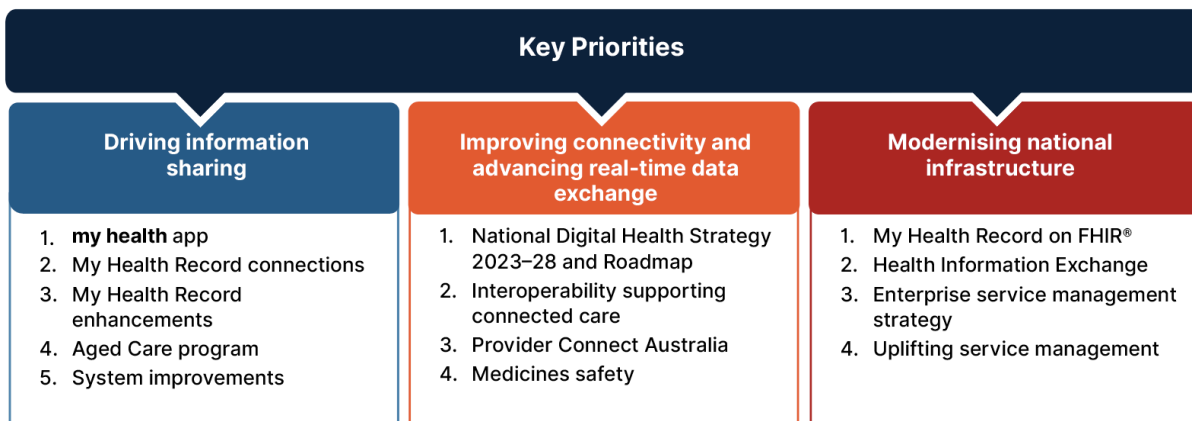 Key Priorities
Driving information
sharing
1. my health app
2. My Health Record connections
3. My Health Record
enhancements
4. Aged Care program
5. System improvements
Improving connectivity and
advancing real-time data
exchange
1. National Digital Health Strategy
2023–28 and Roadmap
2. Interoperability supporting
connected care
3. Provider Connect Australia
4. Medicines safety
Modernising national
infrastructure
1. My Health Record on FHIR®
2. Health Information Exchange
3. Enterprise service management
strategy
4. Uplifting service management